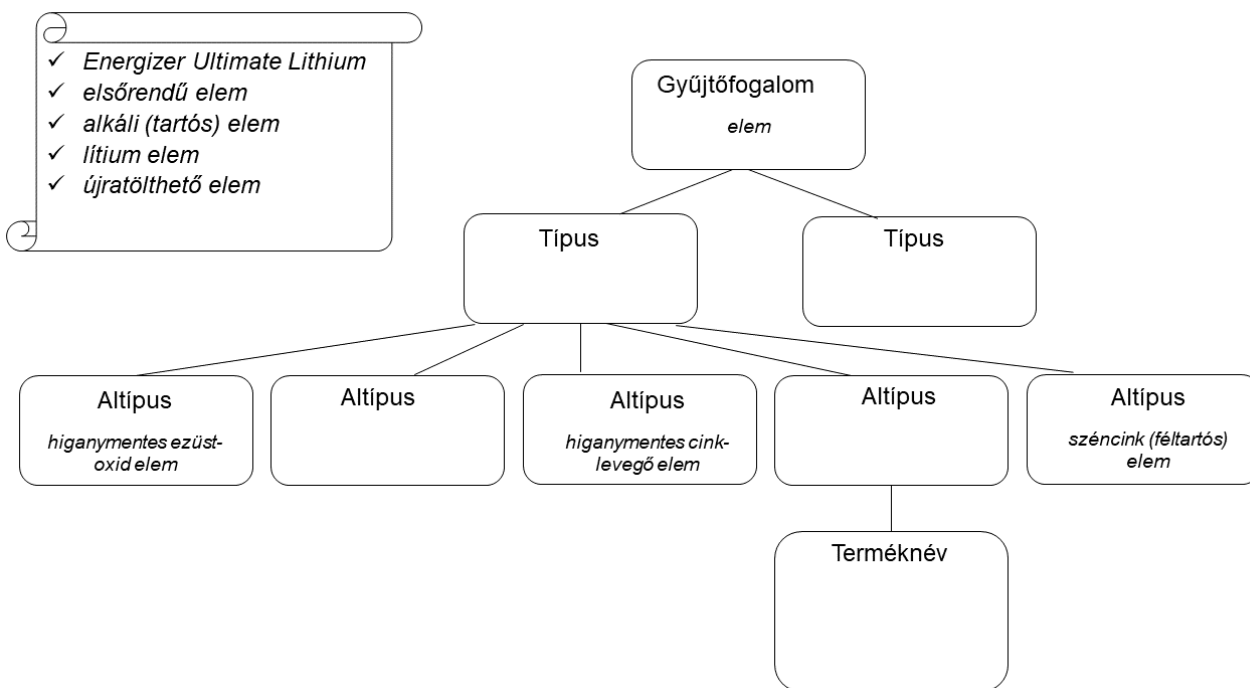 ✓ Energizer Ultimate Lithium
✓ elsőrendű elem
✓ alkáli (tartós) elem
✓ lítium elem
✓ újratölthető elem
Gyűjtőfogalom
elem
Típus
Típus
Altípus
higanymentes ezüst-
oxid elem
Altípus
Altípus
higanymentes cink-
levegő elem
Altípus
Altípus
széncink (féltartós)
elem
Terméknév